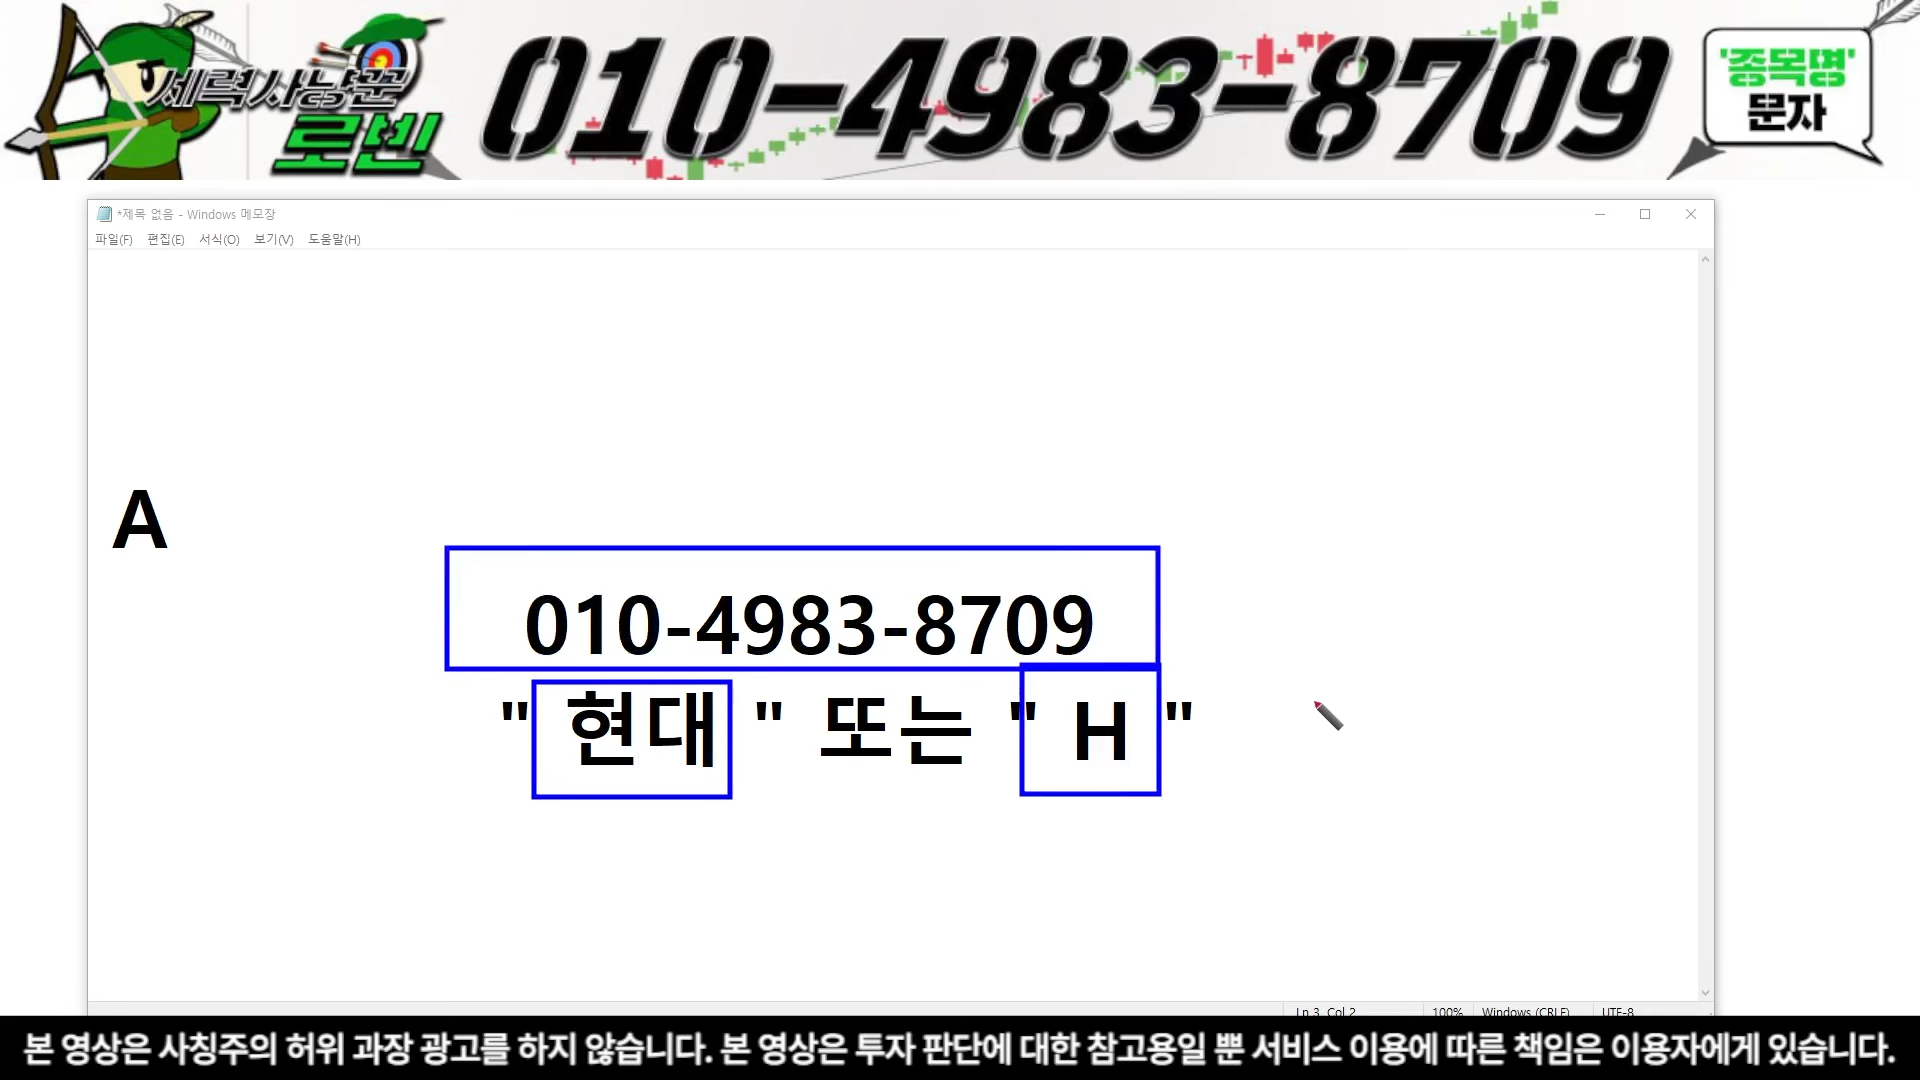 세력사냥꾼
로빈
010-4983-8709
'종목명'
문자
*제목 없음 - Windows 메모장
파일(F) 편집(E) 서식(O) 보기(V) 도움말(H)
A
010-4983-8709
" 현대 " 또는 " H "
Ln 3, Col 2 100% Windows (CRLF) UTF-8
본 영상은 사칭주의 허위 과장 광고를 하지 않습니다. 본 영상은 투자 판단에 대한 참고용일 뿐 서비스 이용에 따른 책임은 이용자에게 있습니다.